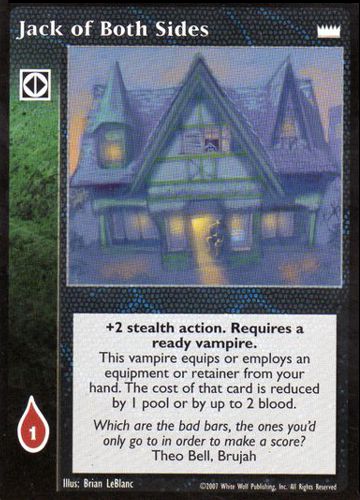 Jack of Both Sides
+2 stealth action. Requires a
ready vampire.
This vampire equips or employs an
equipment or retainer from your
hand. The cost of that card is reduced
by 1 pool or by up to 2 blood.
Which are the bad bars, the ones you'd
only go to in order to make a score?
Theo Bell, Brujah
1
Illus: Brian LeBlanc
©2007 White Wolf Publishing, Inc. All Rights Reserved